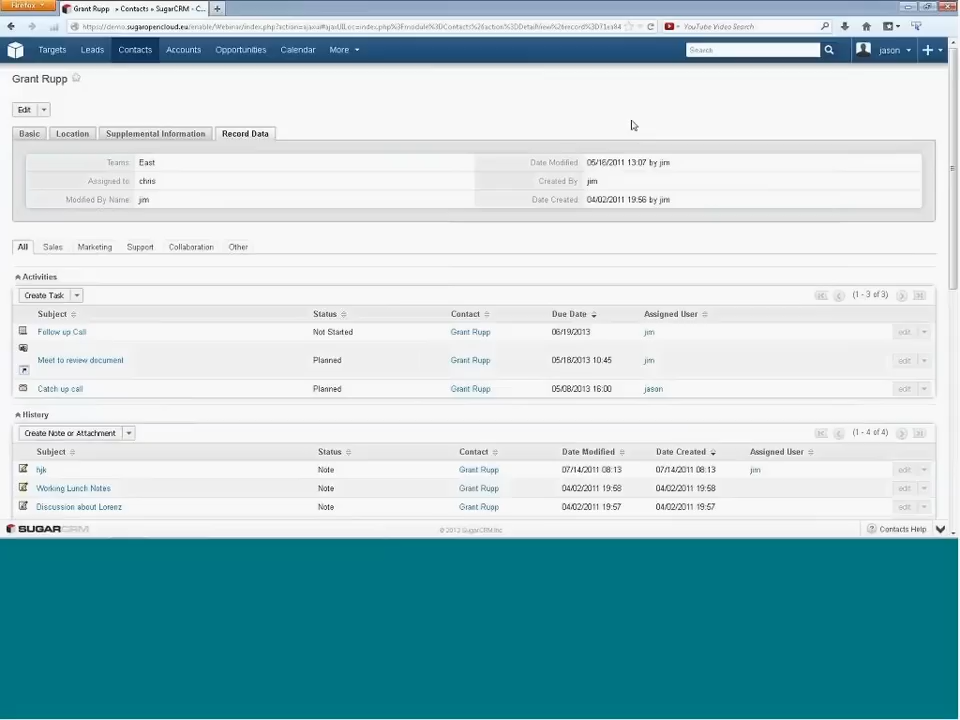 Firefox
Grant Rupp » Contacts » SugarCRM - C...
YouTube Video Search
Targets Leads Contacts Accounts Opportunities Calendar More Search jason
Grant Rupp
Edit
Basic Location Supplemental Information Record Data
Teams: East Date Modified 05/16/2011 13:07 by jim
Assigned to chris Created By jim
Modified By Name jim Date Created 04/02/2011 19:56 by jim
All Sales Marketing Support Collaboration Other
Activities
Create Task (1 - 3 of 3)
Subject Status Contact Due Date Assigned User
Follow up Call Not Started Grant Rupp 06/19/2013 jim edit
Meet to review document Planned Grant Rupp 05/18/2013 10:45 jim edit
Catch up call Planned Grant Rupp 05/08/2013 16:00 jason edit
History
Create Note or Attachment (1 - 4 of 4)
Subject Status Contact Date Modified Date Created Assigned User
hjk Note Grant Rupp 07/14/2011 08:13 07/14/2011 08:13 jim edit
Working Lunch Notes Note Grant Rupp 04/02/2011 19:58 04/02/2011 19:58 edit
Discussion about Lorenz Note Grant Rupp 04/02/2011 19:57 04/02/2011 19:57 edit
SUGARCRM © 2013 SugarCRM Inc. Contacts Help